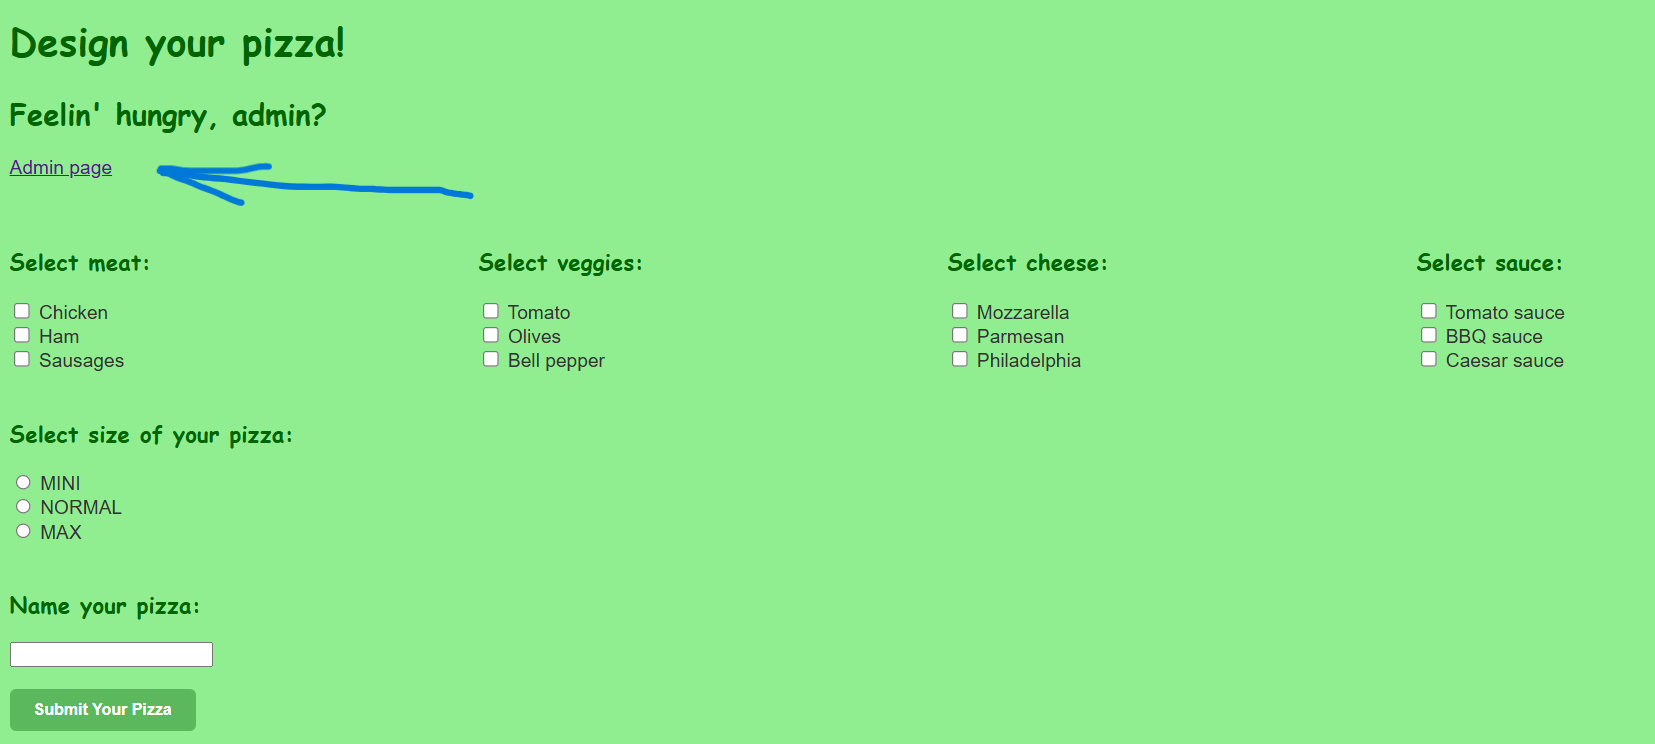 Design your pizza!
Feelin' hungry, admin?
Admin page
Select meat:
Chicken
Ham
Sausages
Select veggies:
Tomato
Olives
Bell pepper
Select cheese:
Mozzarella
Parmesan
Philadelphia
Select sauce:
Tomato sauce
BBQ sauce
Caesar sauce
Select size of your pizza:
MINI
NORMAL
MAX
Name your pizza:
Submit Your Pizza